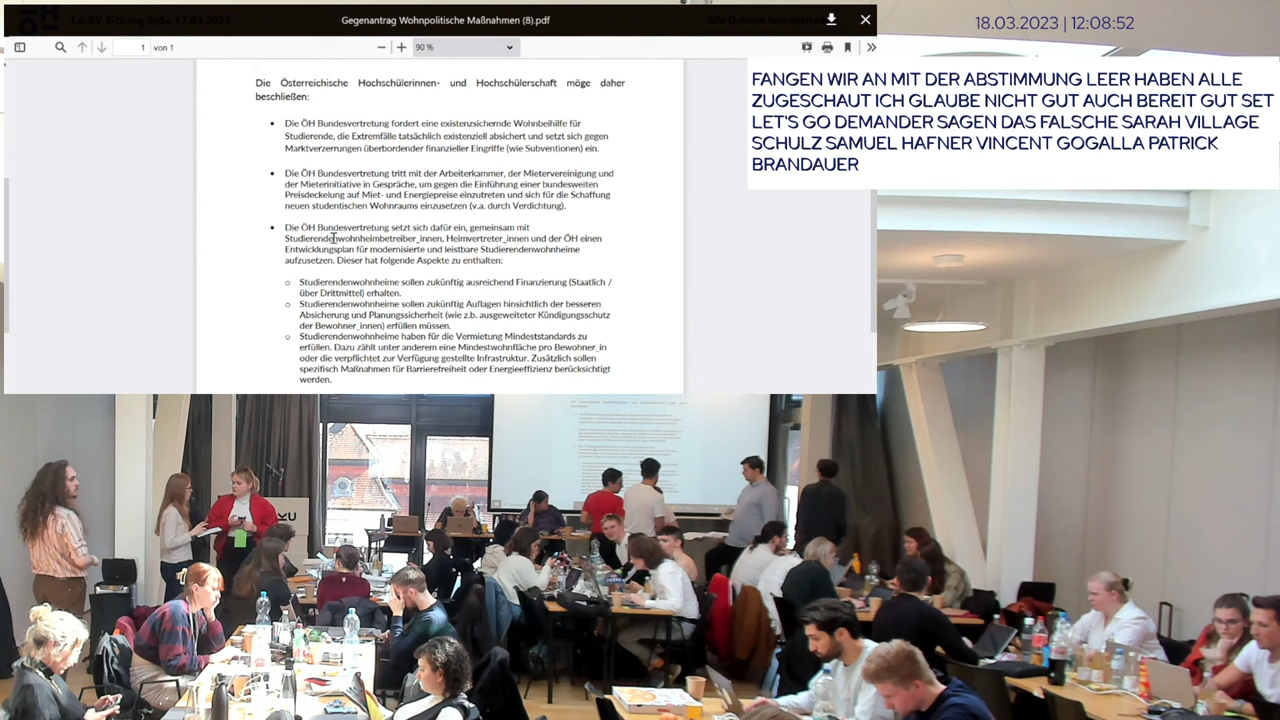 1.o BV Sitzung SoSe 17.03.2023
Gegenantrag Wohnpolitische Maßnahmen (8).pdf
Alle Dateien herunterladen
18.03.2023 | 12:08:52
1 von 1
90 %
Die Österreichische Hochschülerinnen- und Hochschülerschaft möge daher
beschließen:
• Die ÖH Bundesvertretung fordert eine existenzsichernde Wohnbeihilfe für
Studierende, die Extremfälle tatsächlich existenziell absichert und setzt sich gegen
Marktverzerrungen überbordender finanzieller Eingriffe (wie Subventionen) ein.
• Die ÖH Bundesvertretung tritt mit der Arbeiterkammer, der Mietervereinigung und
der Mieterinitiative in Gespräche, um gegen die Einführung einer bundesweiten
Preisdeckelung auf Miet- und Energiepreise einzutreten und sich für die Schaffung
neuen studentischen Wohnraums einzusetzen (v.a. durch Verdichtung).
• Die ÖH Bundesvertretung setzt sich dafür ein, gemeinsam mit
Studierendenwohnheimbetreiber_innen, Heimvertreter_innen und der ÖH einen
Entwicklungsplan für modernisierte und leistbare Studierendenwohnheime
aufzusetzen. Dieser hat folgende Aspekte zu enthalten:
o Studierendenwohnheime sollen zukünftig ausreichend Finanzierung (Staatlich /
über Drittmittel) erhalten.
o Studierendenwohnheime sollen zukünftig Auflagen hinsichtlich der besseren
Absicherung und Planungssicherheit (wie z.b. ausgeweiteter Kündigungsschutz
der Bewohner_innen) erfüllen müssen.
o Studierendenwohnheime haben für die Vermietung Mindeststandards zu
erfüllen. Dazu zählt unter anderem eine Mindestwohnfläche pro Bewohner_in
oder die verpflichtet zur Verfügung gestellte Infrastruktur. Zusätzlich sollen
spezifisch Maßnahmen für Barrierefreiheit oder Energieeffizienz berücksichtigt
werden.
FANGEN WIR AN MIT DER ABSTIMMUNG LEER HABEN ALLE
ZUGESCHAUT ICH GLAUBE NICHT GUT AUCH BEREIT GUT SET
LET'S GO DEMANDER SAGEN DAS FALSCHE SARAH VILLAGE
SCHULZ SAMUEL HAFNER VINCENT GOGALLA PATRICK
BRANDAUER